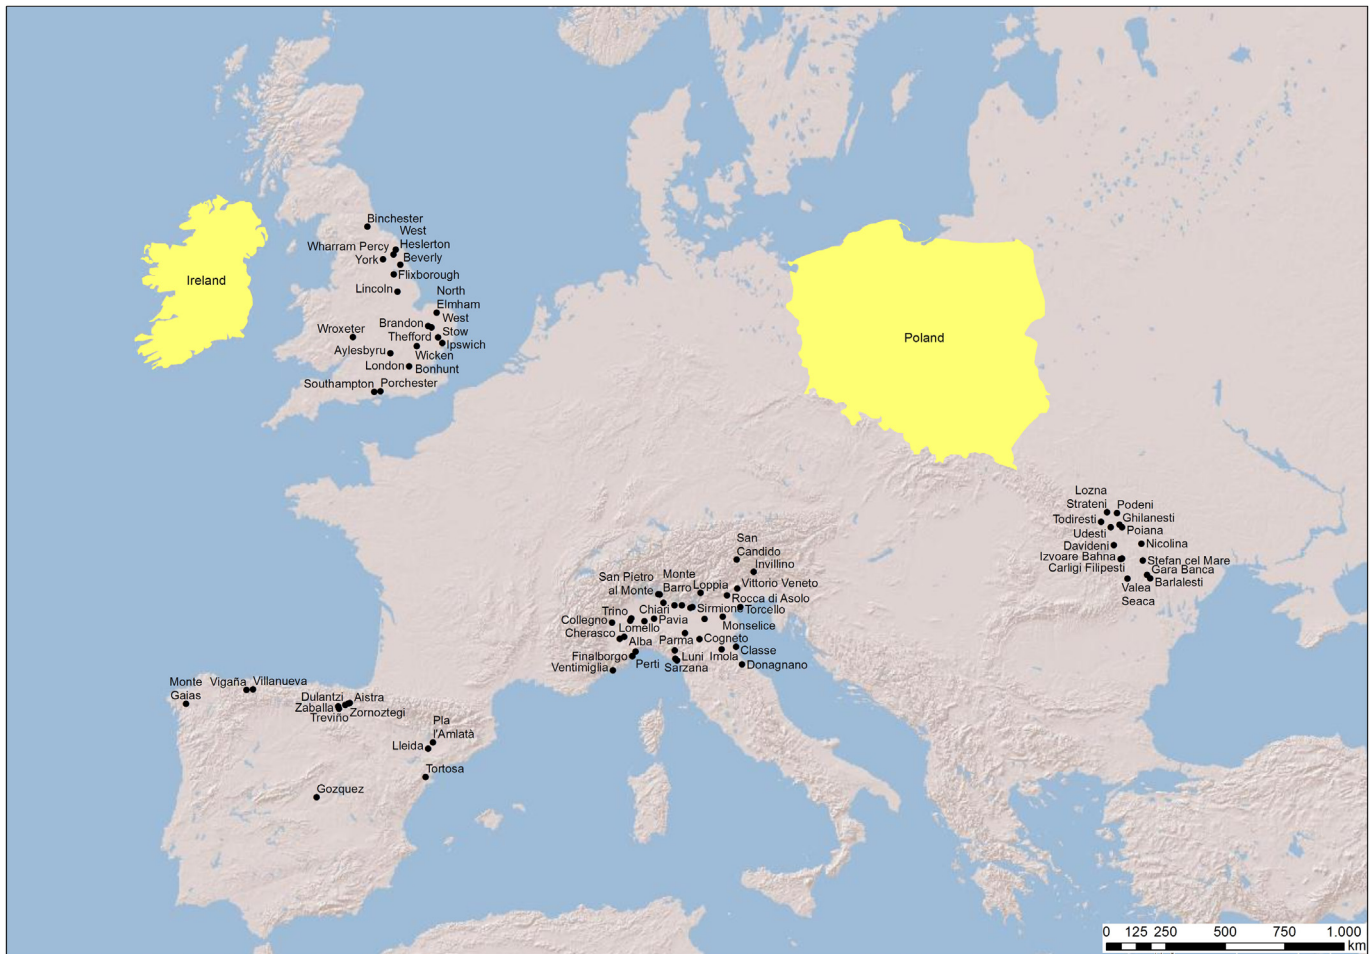 Binchester
West
Heslerton
Wharram Percy
York
Beverly
Flixborough
Lincoln
North
Elmham
West
Stow
Brandon
Thefford
Ipswich
Wroxeter
Aylesbyru
Wicken
Bonhunt
London
Southampton
Porchester
Ireland
Poland
Lozna
Strateni
Podeni
Todiresti
Ghilanesti
Udesti
Poiana
Davideni
Nicolina
Izvoare Bahna
Stefan cel Mare
Carligi Filipesti
Gara Banca
Barlalesti
Valea
Seaca
San
Candido
Invillino
San Pietro
al Monte
Monte
Barro
Loppia
Vittorio Veneto
Rocca di Asolo
Trino
Chiari
Sirmione
Torcello
Collegno
Lomello
Pavia
Monselice
Cherasco
Alba
Parma
Cogneto
Finalborgo
Luni
Imola
Classe
Ventimiglia
Perti
Sarzana
Donagnano
Monte
Gaias
Vigaña
Villanueva
Dulantzi
Aistra
Zaballa
Zornoztegi
Treviño
Pla
l'Amlatà
Lleida
Tortosa
Gozquez
0 125 250 500 750 1.000
km